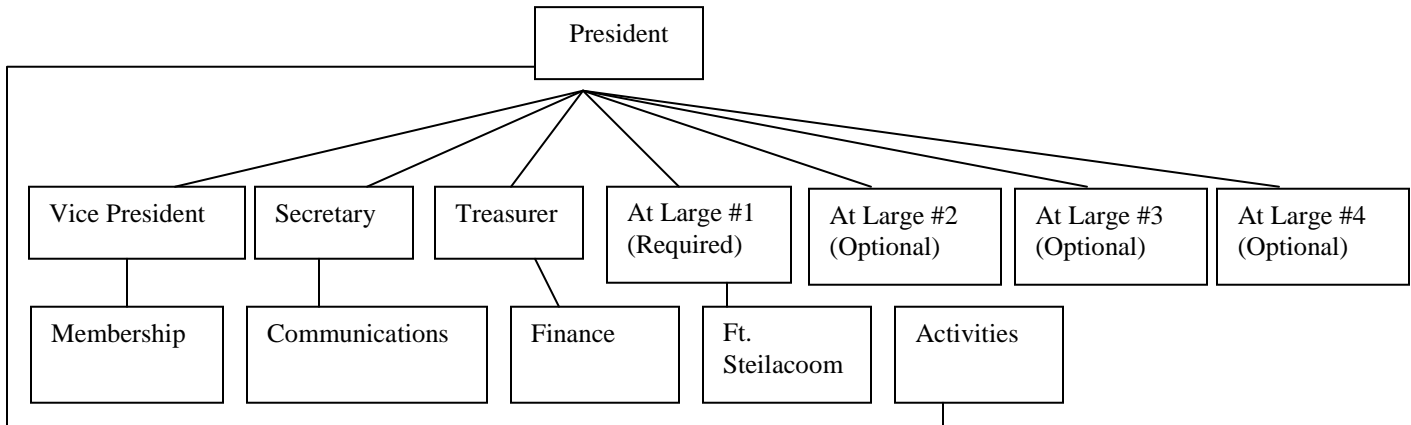 President
Vice President
Secretary
Treasurer
At Large #1
(Required)
At Large #2
(Optional)
At Large #3
(Optional)
At Large #4
(Optional)
Membership
Communications
Finance
Ft.
Steilacoom
Activities